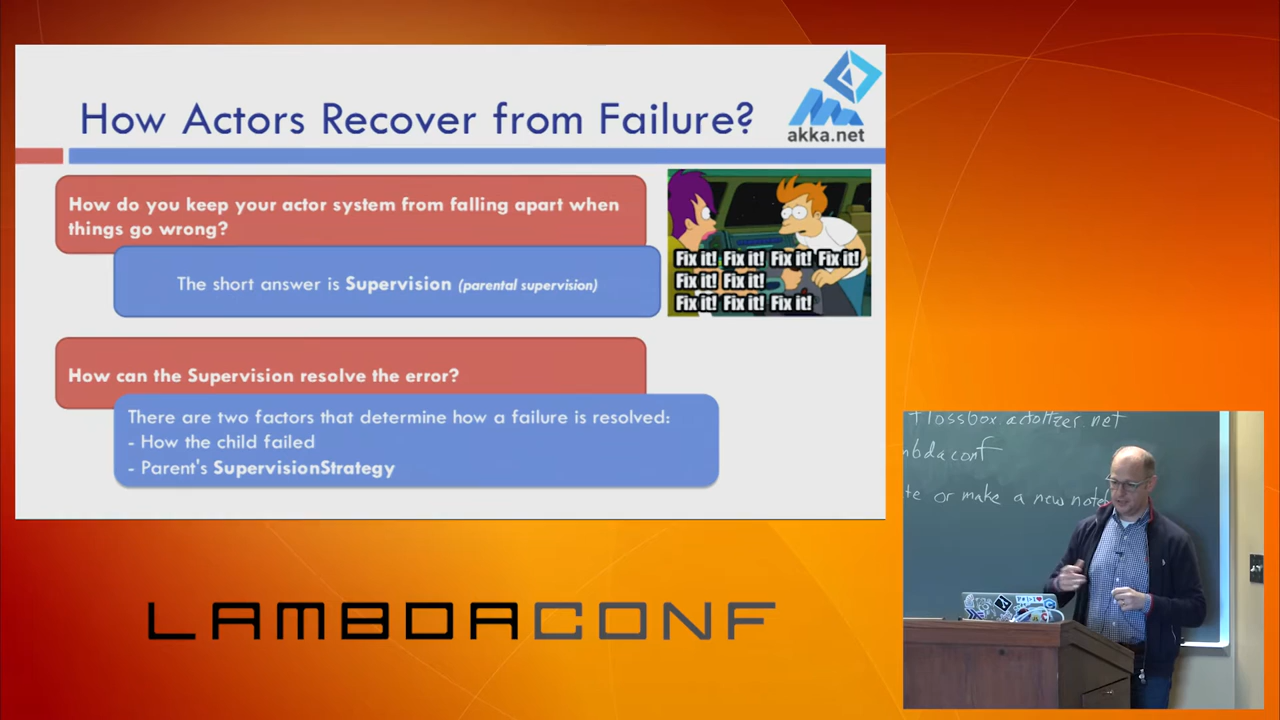 How Actors Recover from Failure?
akka.net
How do you keep your actor system from falling apart when
things go wrong?
The short answer is Supervision (parental supervision)
Fix it! Fix it! Fix it! Fix it!
Fix it! Fix it!
Fix it! Fix it! Fix it!
How can the Supervision resolve the error?
There are two factors that determine how a failure is resolved:
- How the child failed
- Parent's SupervisionStrategy
mbdaconf
or make a new
LAMBDACONF